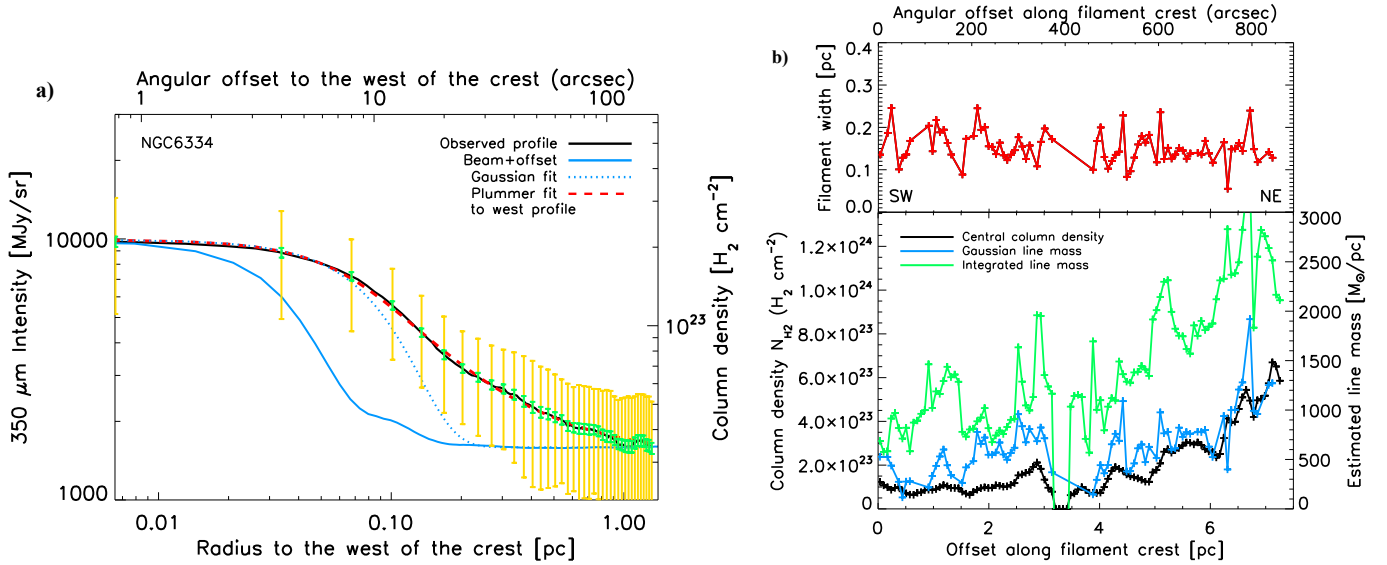 a)
Angular offset to the west of the crest (arcsec)
1 10 100
NGC6334
Observed profile
Beam+offset
Gaussian fit
Plummer fit
to west profile
350 μm Intensity [MJy/sr]
10000
1000
Column density [H₂ cm⁻²]
10²³
0.01 0.10 1.00
Radius to the west of the crest [pc]
b)
Angular offset along filament crest (arcsec)
0 200 400 600 800
Filament width [pc]
0.4
0.3
0.2
0.1
0.0
SW NE
Column density N_H2 (H₂ cm⁻²)
1.2×10²⁴
1.0×10²⁴
8.0×10²³
6.0×10²³
4.0×10²³
2.0×10²³
0
Central column density
Gaussian line mass
Integrated line mass
3000
2500
2000
1500
1000
500
0
Estimated line mass [M⊙/pc]
0 2 4 6
Offset along filament crest [pc]